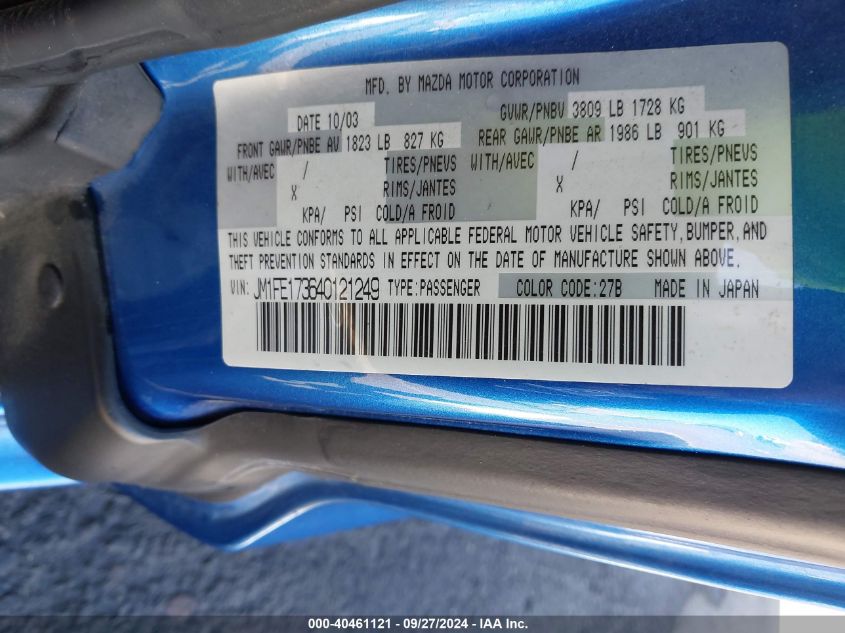 MFD. BY MAZDA MOTOR CORPORATION
DATE 10/03 GVWR/PNBV 3809 LB 1728 KG
FRONT GAWR/PNBE AV 1823 LB 827 KG REAR GAWR/PNBE AR 1986 LB 901 KG
WITH/AVEC / TIRES/PNEVS WITH/AVEC / TIRES/PNEVS
X RIMS/JANTES X RIMS/JANTES
KPA/ PSI COLD/A FROID KPA/ PSI COLD/A FROID
THIS VEHICLE CONFORMS TO ALL APPLICABLE FEDERAL MOTOR VEHICLE SAFETY, BUMPER, AND
THEFT PREVENTION STANDARDS IN EFFECT ON THE DATE OF MANUFACTURE SHOWN ABOVE.
VIN: JM1FE173640121249 TYPE:PASSENGER COLOR CODE:27B MADE IN JAPAN
000-40461121 - 09/27/2024 - IAA Inc.